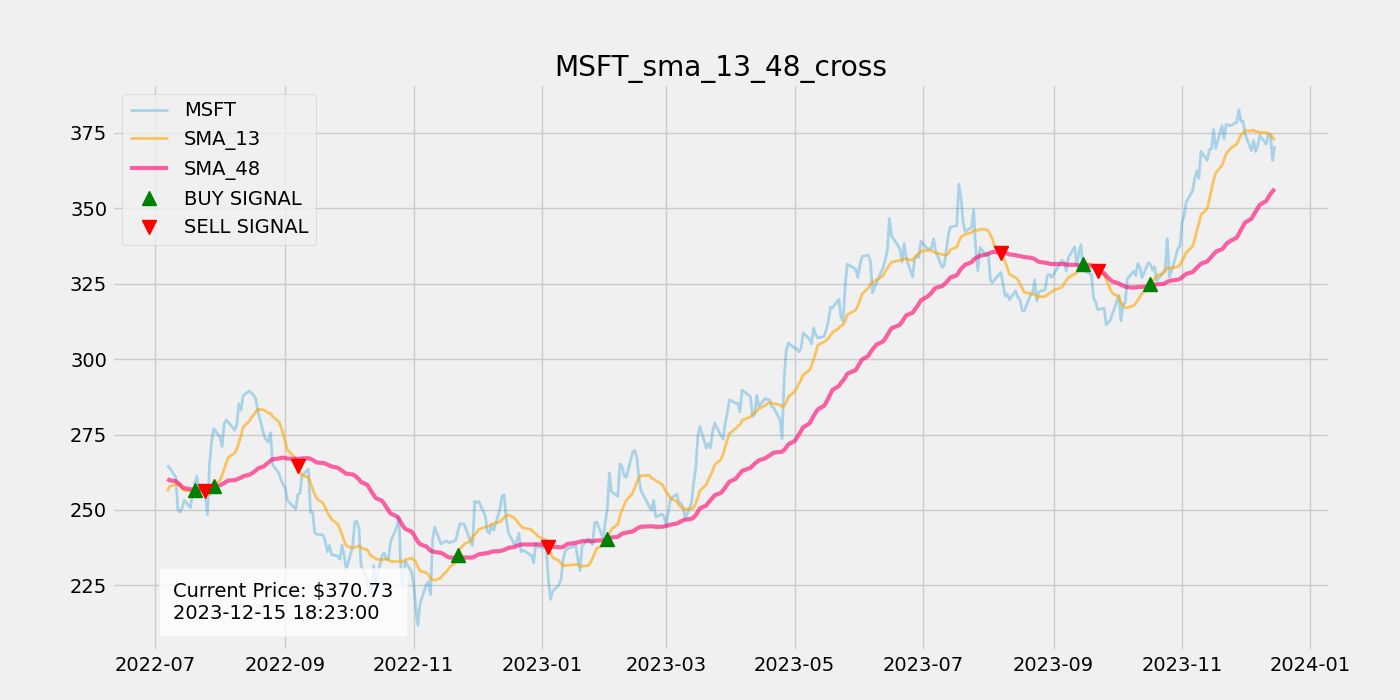 MSFT_sma_13_48_cross
MSFT
SMA_13
SMA_48
BUY SIGNAL
SELL SIGNAL
375
350
325
300
275
250
225
Current Price: $370.73
2023-12-15 18:23:00
2022-07 2022-09 2022-11 2023-01 2023-03 2023-05 2023-07 2023-09 2023-11 2024-01